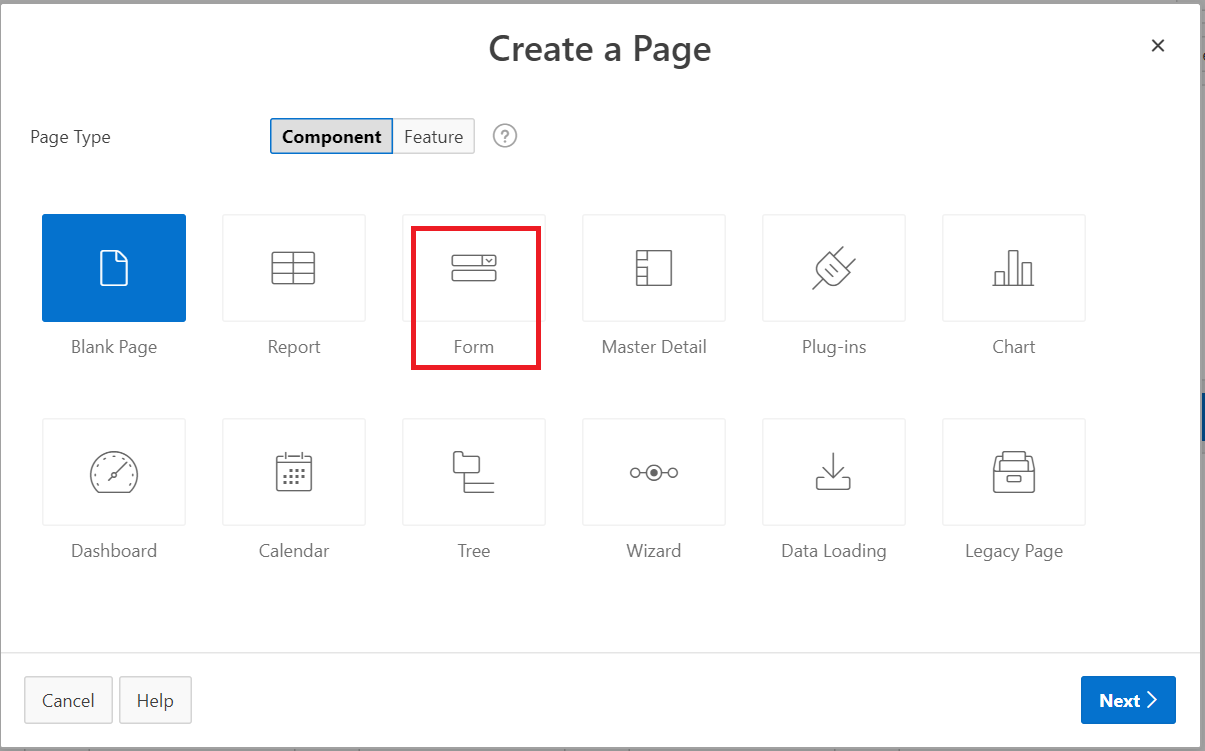 Create a Page
Page Type Component Feature ?
Blank Page Report Form Master Detail Plug-ins Chart
Dashboard Calendar Tree Wizard Data Loading Legacy Page
Cancel Help Next